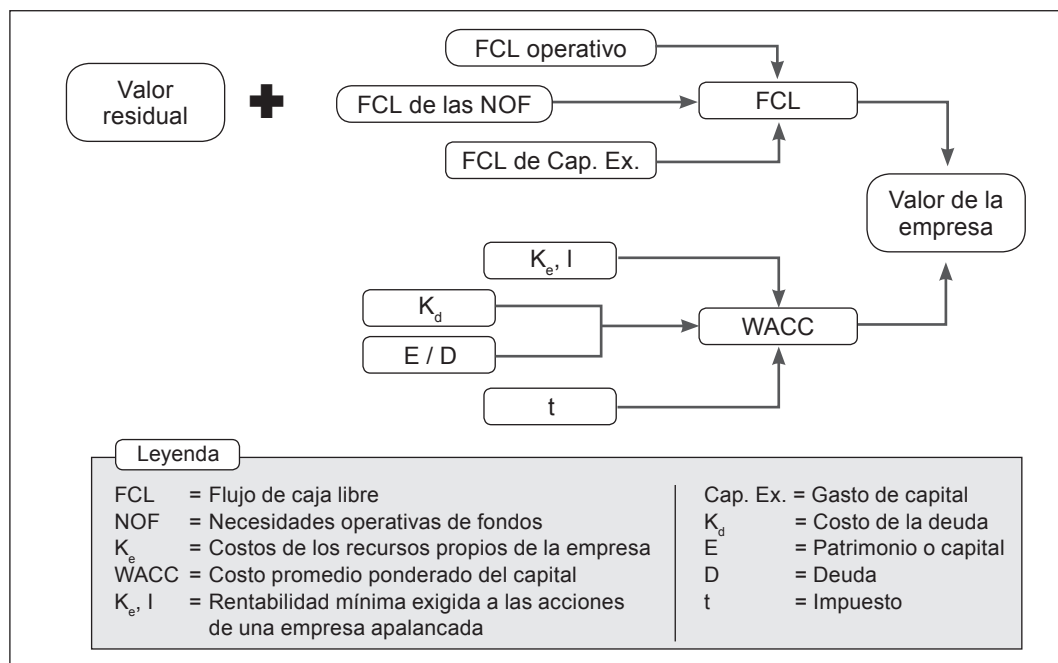 FCL operativo
Valor
residual
FCL de las NOF
FCL
FCL de Cap. Ex.
Valor de la
empresa
Ke, l
Kd
WACC
E / D
t
Leyenda
FCL = Flujo de caja libre
NOF = Necesidades operativas de fondos
Ke = Costos de los recursos propios de la empresa
WACC = Costo promedio ponderado del capital
Ke, l = Rentabilidad mínima exigida a las acciones
de una empresa apalancada
Cap. Ex. = Gasto de capital
Kd = Costo de la deuda
E = Patrimonio o capital
D = Deuda
t = Impuesto